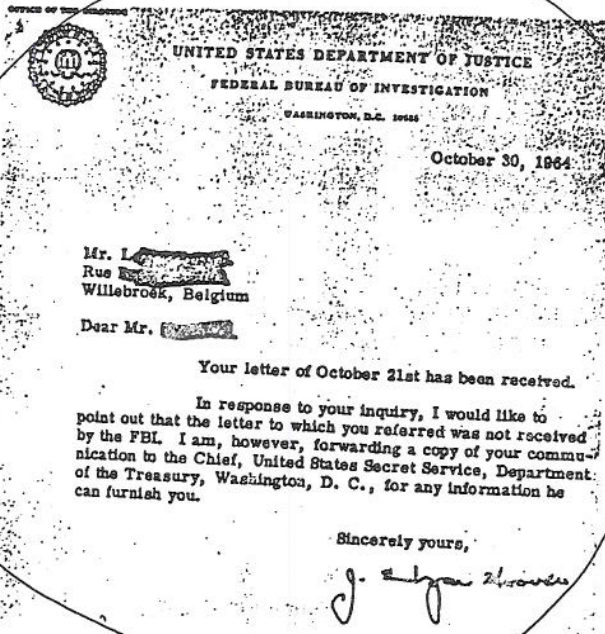 OFFICE OF THE DIRECTOR
UNITED STATES DEPARTMENT OF JUSTICE
FEDERAL BUREAU OF INVESTIGATION
WASHINGTON, D.C.
October 30, 1964
Mr. L
Rue
Willebroek, Belgium
Dear Mr.
Your letter of October 21st has been received.
In response to your inquiry, I would like to
point out that the letter to which you referred was not received
by the FBI. I am, however, forwarding a copy of your commu-
nication to the Chief, United States Secret Service, Department
of the Treasury, Washington, D. C., for any information he
can furnish you.
Sincerely yours,
J. Edgar Hoover